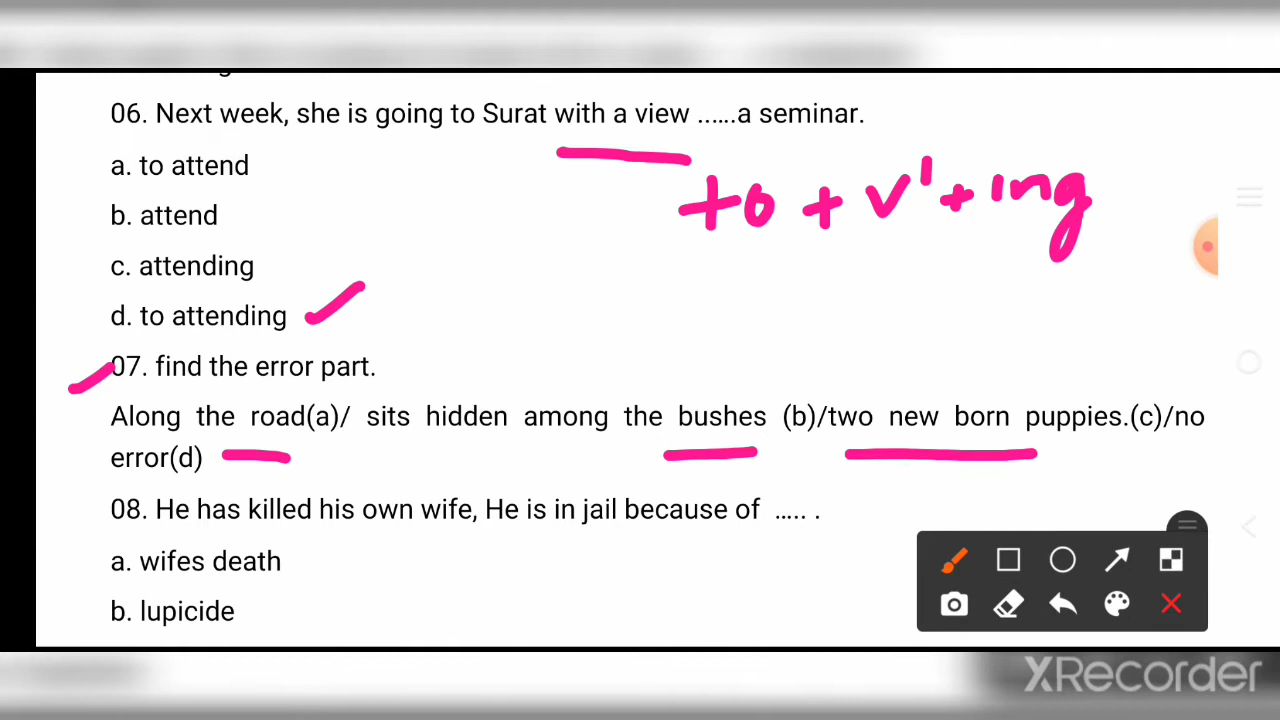 06. Next week, she is going to Surat with a view ......a seminar.
to + v' + ing
a. to attend
b. attend
c. attending
d. to attending
07. find the error part.
Along the road(a)/ sits hidden among the bushes (b)/two new born puppies.(c)/no
error(d)
08. He has killed his own wife, He is in jail because of ..... .
a. wifes death
b. lupicide
XRecorder